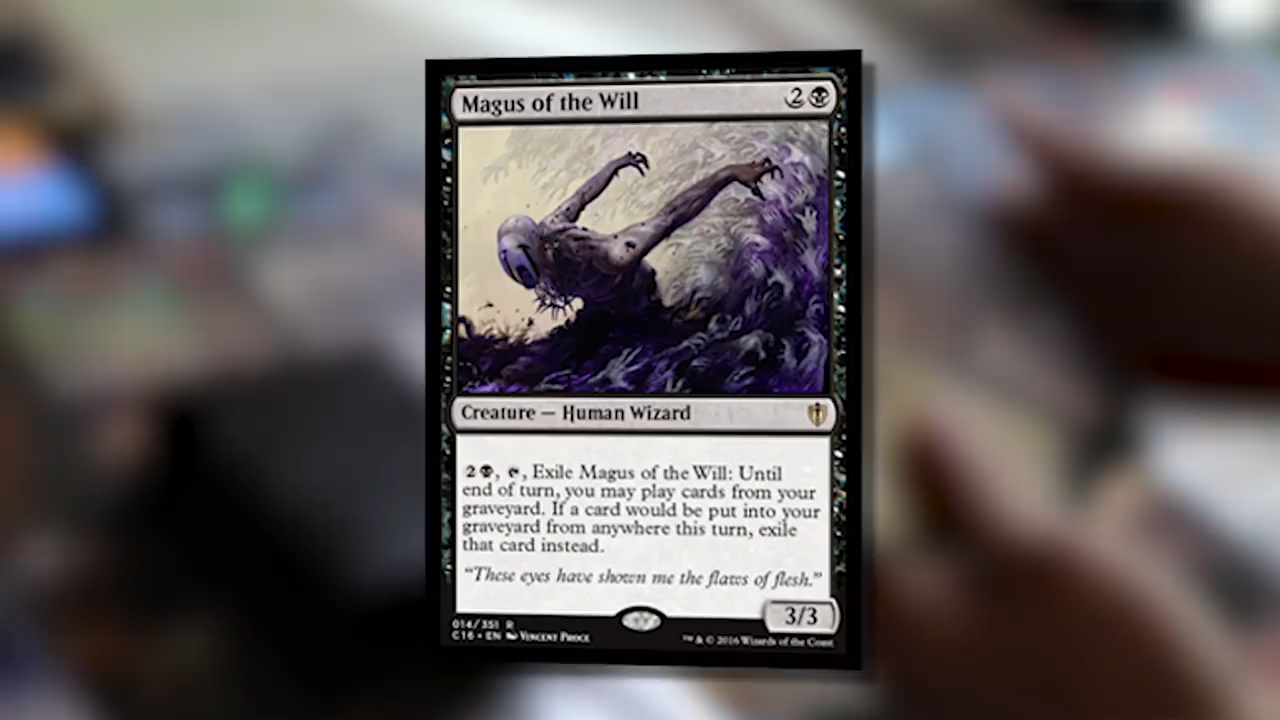 Magus of the Will 2
Creature — Human Wizard
2, , Exile Magus of the Will: Until
end of turn, you may play cards from your
graveyard. If a card would be put into your
graveyard from anywhere this turn, exile
that card instead.
"These eyes have shown me the flaws of flesh."
3/3
014/351 R
C16 • EN Vincent Proce
™ & © 2016 Wizards of the Coast